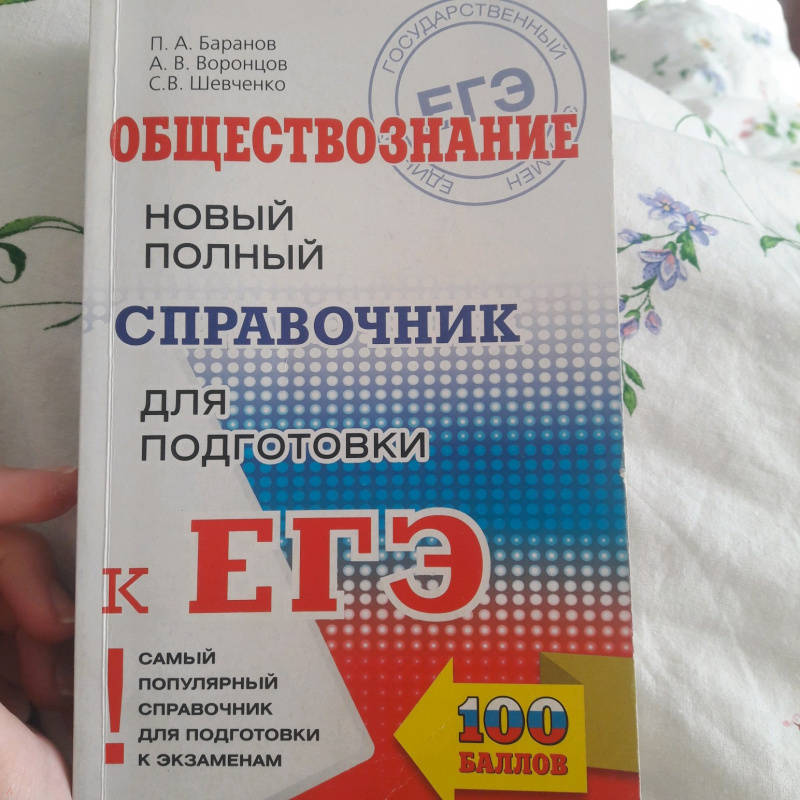 П. А. Баранов
А. В. Воронцов
С.В. Шевченко
ГОСУДАРСТВЕННЫЙ
ЕГЭ
ОБЩЕСТВОЗНАНИЕ
НОВЫЙ
ПОЛНЫЙ
СПРАВОЧНИК
ДЛЯ
ПОДГОТОВКИ
К ЕГЭ
!
САМЫЙ
ПОПУЛЯРНЫЙ
СПРАВОЧНИК
ДЛЯ ПОДГОТОВКИ
К ЭКЗАМЕНАМ
100
БАЛЛОВ